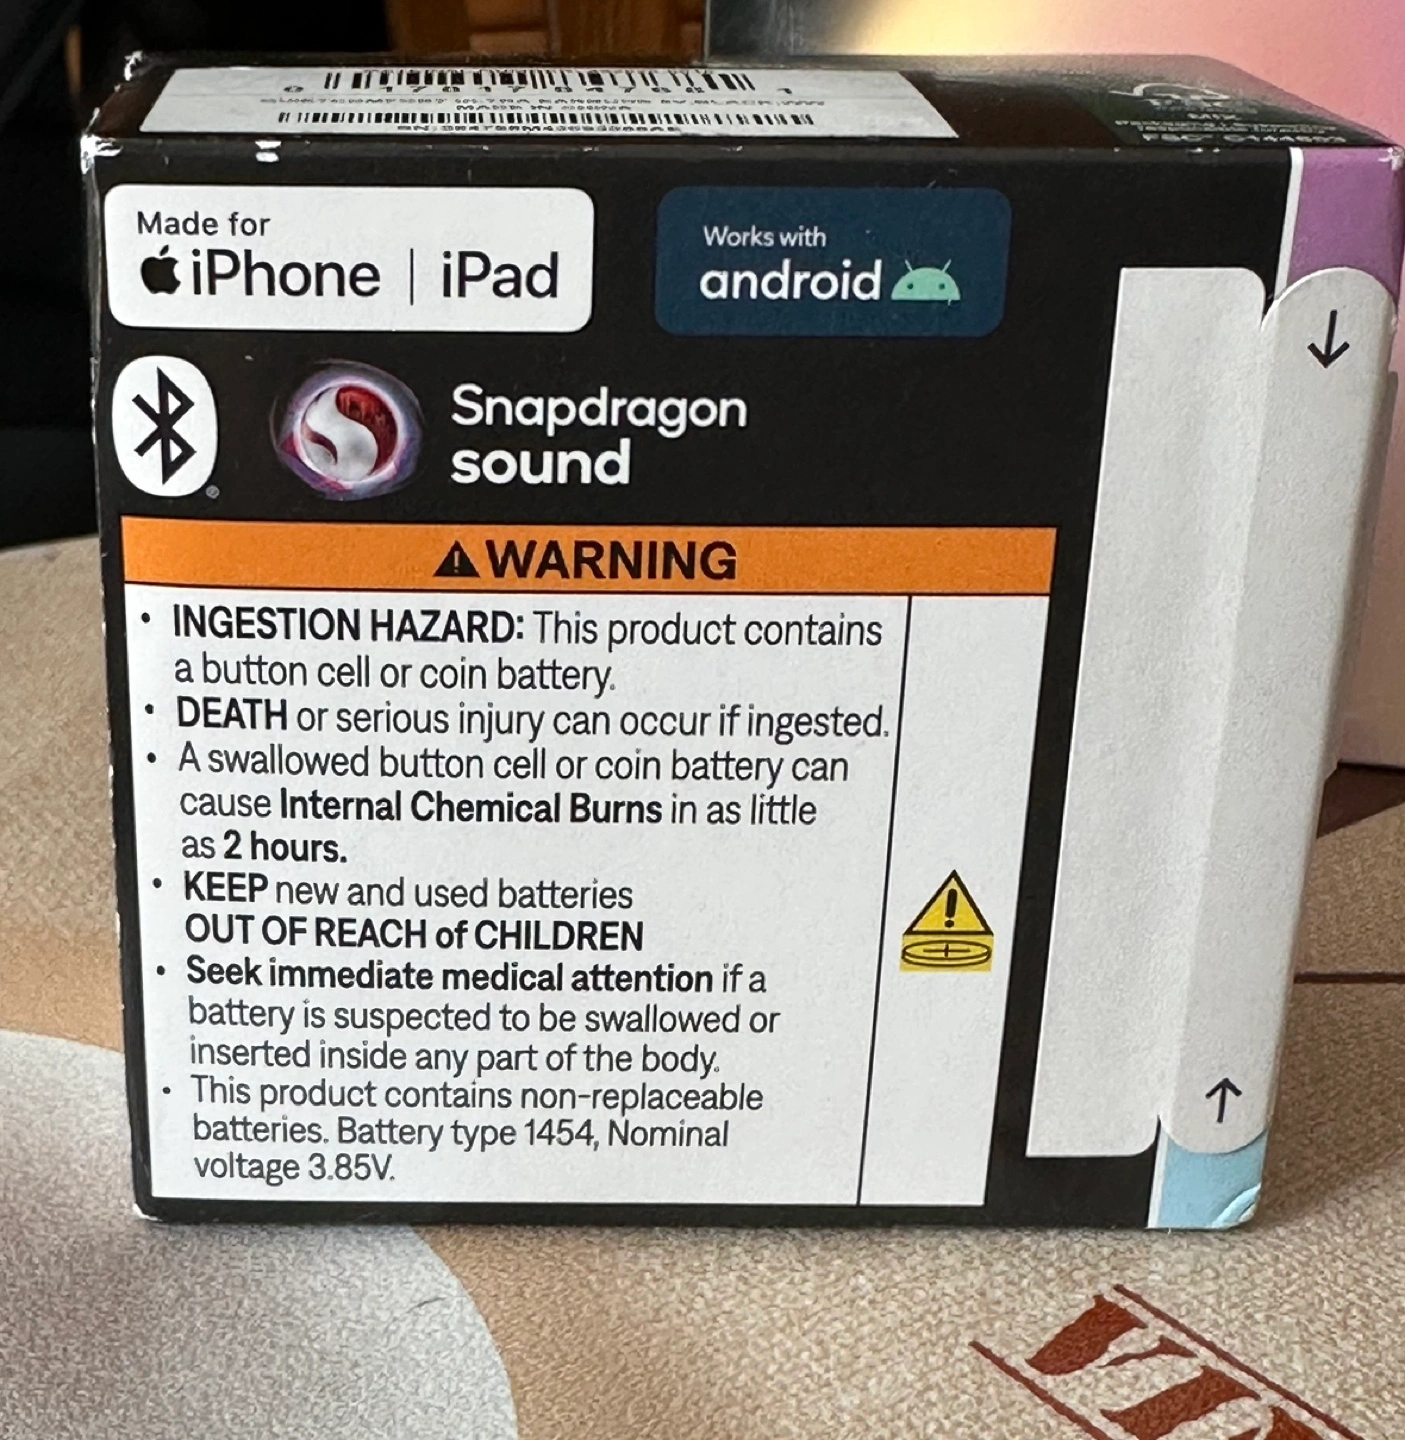 MADE IN
Made for
iPhone | iPad
Works with
android
Snapdragon
sound
WARNING
• INGESTION HAZARD: This product contains
a button cell or coin battery.
• DEATH or serious injury can occur if ingested.
• A swallowed button cell or coin battery can
cause Internal Chemical Burns in as little
as 2 hours.
• KEEP new and used batteries
OUT OF REACH of CHILDREN
• Seek immediate medical attention if a
battery is suspected to be swallowed or
inserted inside any part of the body.
• This product contains non-replaceable
batteries. Battery type 1454, Nominal
voltage 3.85V.